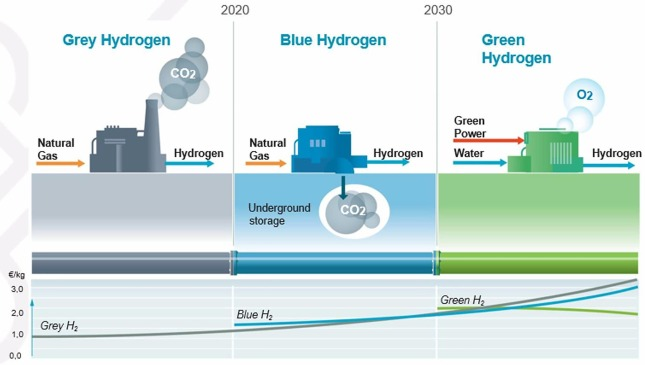 2020
2030
Grey Hydrogen
Blue Hydrogen
Green
Hydrogen
CO2
O2
Natural
Gas
Hydrogen
Natural
Gas
Hydrogen
Green
Power
Water
Hydrogen
Underground
storage
CO2
€/kg
3,0
2,0
1,0
0,0
Grey H₂
Blue H₂
Green H₂